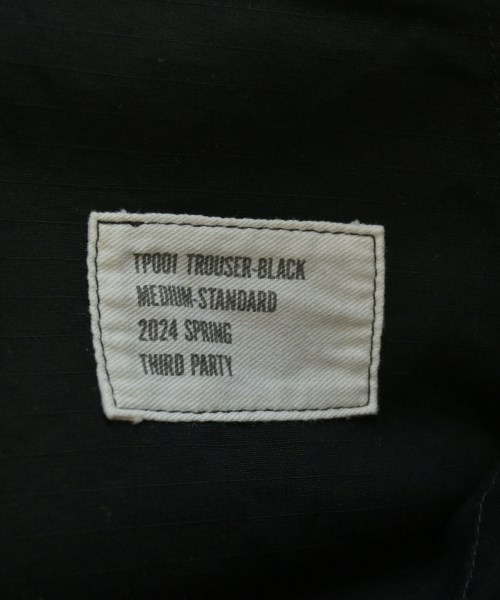 TP001 TROUSER-BLACK
MEDIUM-STANDARD
2024 SPRING
THIRD PARTY